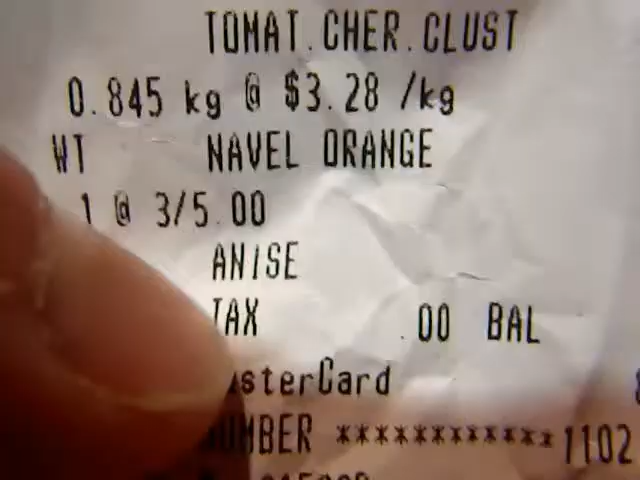 TOMAT.CHER.CLUST
0.845 kg @ $3.28 /kg
WT NAVEL ORANGE
1 @ 3/5.00
ANISE
TAX .00 BAL
sterCard
MBER ************1102